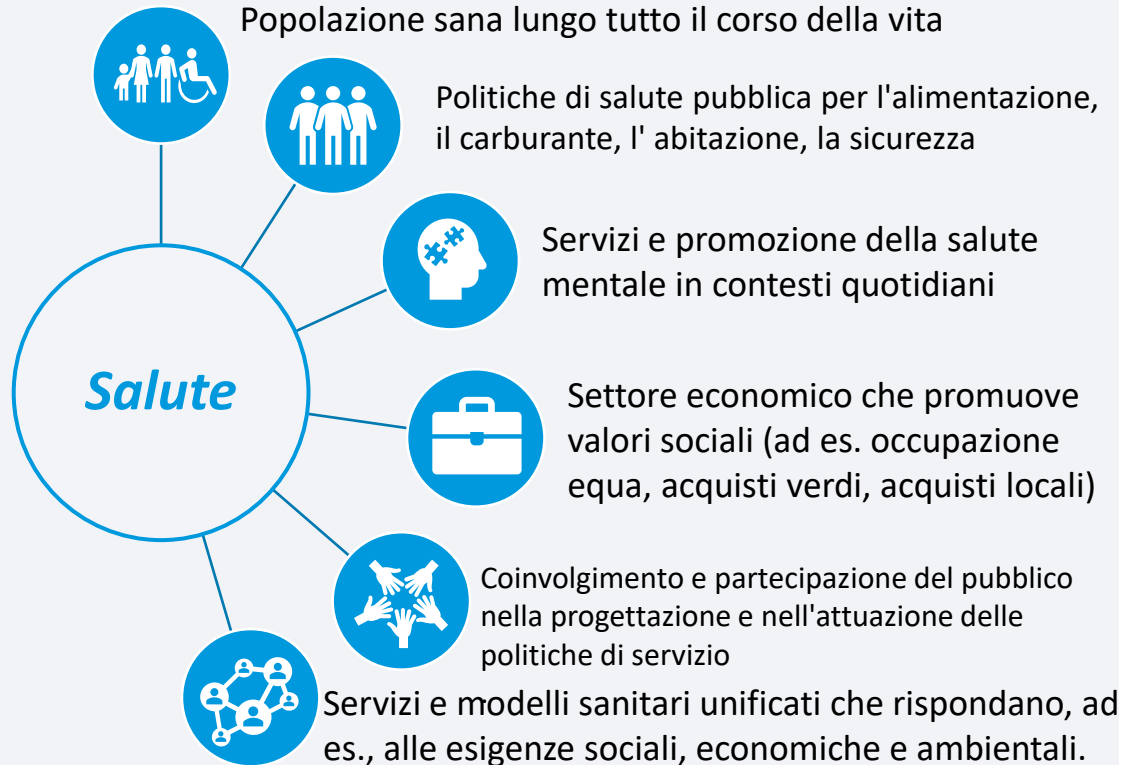 Popolazione sana lungo tutto il corso della vita
Politiche di salute pubblica per l'alimentazione,
il carburante, l' abitazione, la sicurezza
Servizi e promozione della salute
mentale in contesti quotidiani
Salute
Settore economico che promuove
valori sociali (ad es. occupazione
equa, acquisti verdi, acquisti locali)
Coinvolgimento e partecipazione del pubblico
nella progettazione e nell'attuazione delle
politiche di servizio
Servizi e modelli sanitari unificati che rispondano, ad
es., alle esigenze sociali, economiche e ambientali.